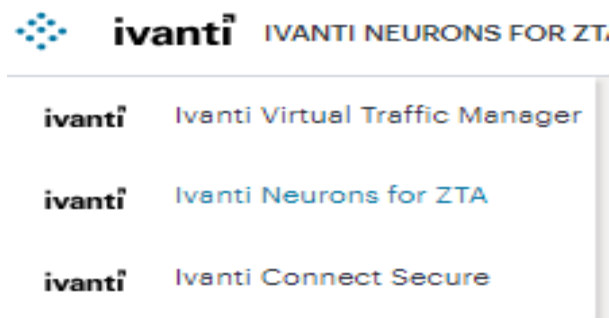 ivanti IVANTI NEURONS FOR ZTA
ivanti Ivanti Virtual Traffic Manager
ivanti Ivanti Neurons for ZTA
ivanti Ivanti Connect Secure